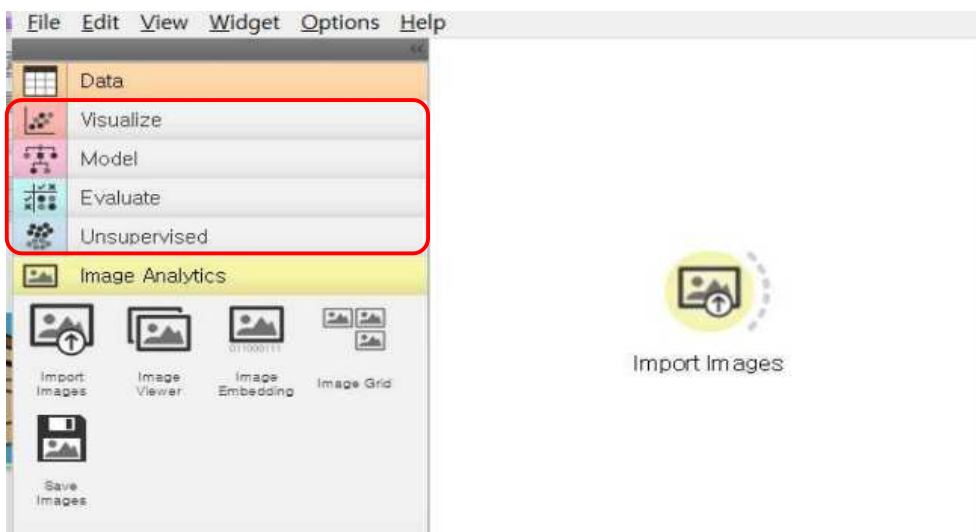 File Edit View Widget Options Help
Data
Visualize
Model
Evaluate
Unsupervised
Image Analytics
Import Images
Image Viewer
Image Embedding
Image Grid
Save Images
Import Images